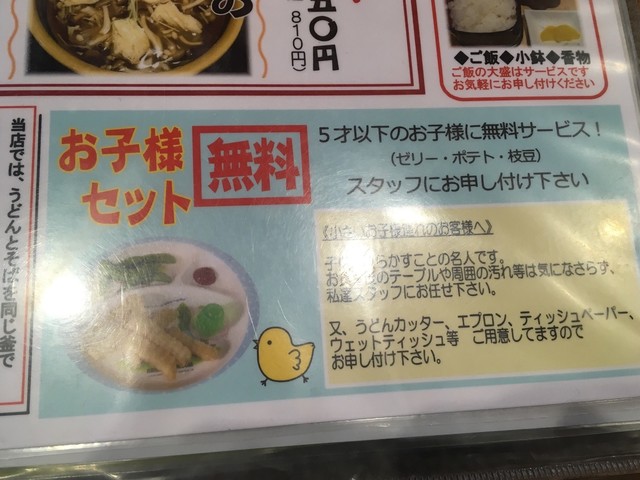 五〇円
810円)
◆ご飯◆小鉢◆香物
ご飯の大盛はサービスです
お気軽にお申し付けください
当店では、うどんとそばを同じ釜で
お子様
セット
無料
5才以下のお子様に無料サービス!
(ゼリー・ポテト・枝豆)
スタッフにお申し付け下さい
お子様連れのお客様へ》
らかすことの名人です。
のテーブルや周囲の汚れ等は気になさらず、
私達スタッフにお任せ下さい。
又、うどんカッター、エプロン、ティッシュペーパー、
ウェットティッシュ等 ご用意してますので
お申し付け下さい。